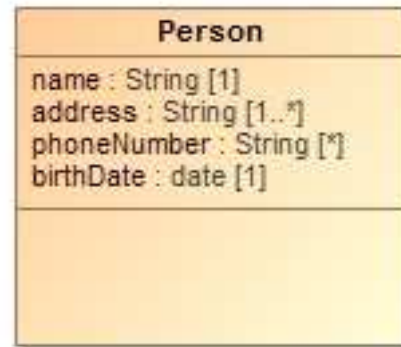 Person
name : String [1]
address : String [1..*]
phoneNumber : String [*]
birthDate : date [1]